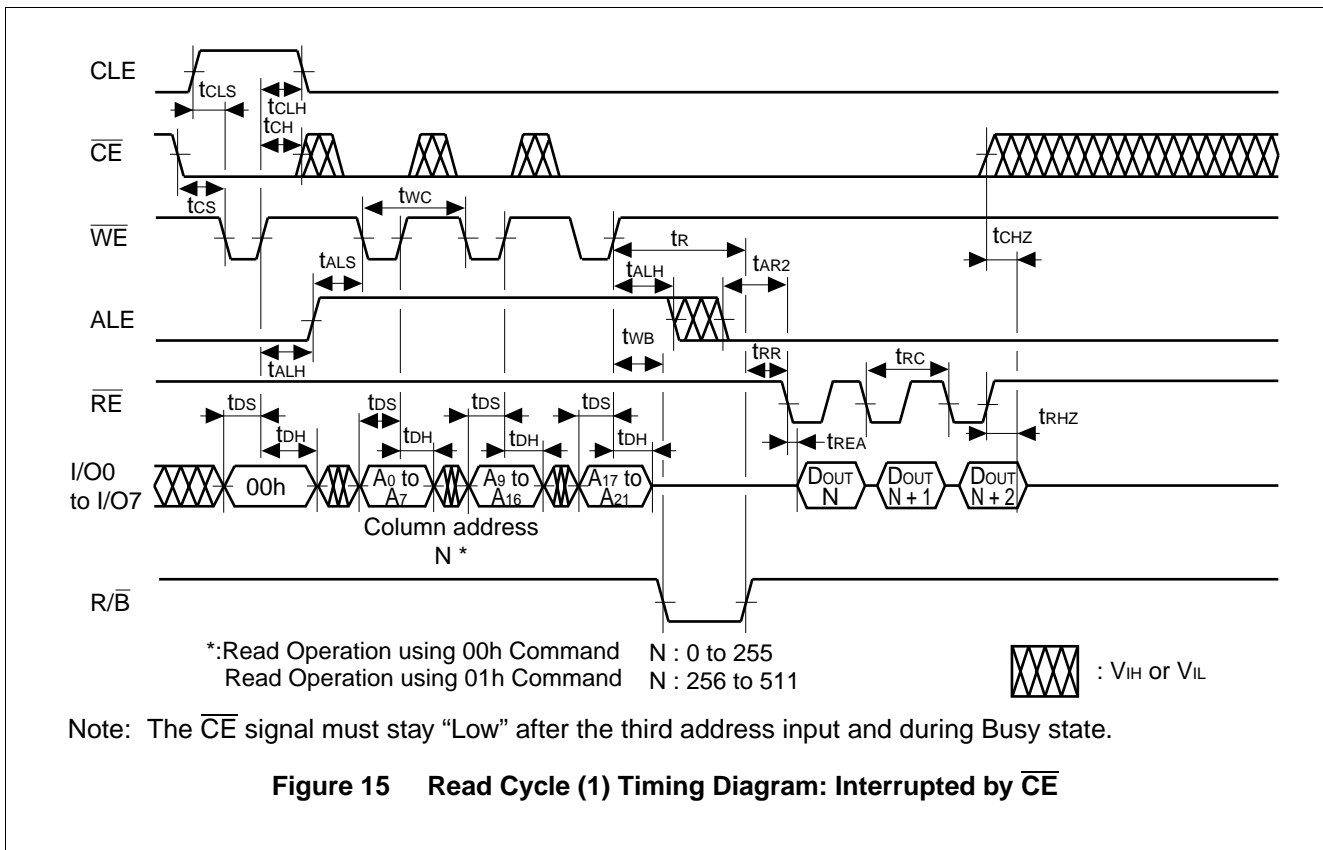 CLE
tCLS
tCLH
tCH
CE
tCS
tWC
WE
tR
tCHZ
tALS
tALH
tAR2
ALE
tWB
tALH
tRR
tRC
RE
tDS
tDS
tDS
tDS
tDH
tDH
tDH
tDH
tREA
tRHZ
I/O0
to I/O7
00h
A0 to
A7
A9 to
A16
A17 to
A21
DOUT
N
DOUT
N + 1
DOUT
N + 2
Column address
N *
R/B
*:Read Operation using 00h Command N : 0 to 255
Read Operation using 01h Command N : 256 to 511
: VIH or VIL
Note: The CE signal must stay “Low” after the third address input and during Busy state.
Figure 15 Read Cycle (1) Timing Diagram: Interrupted by CE